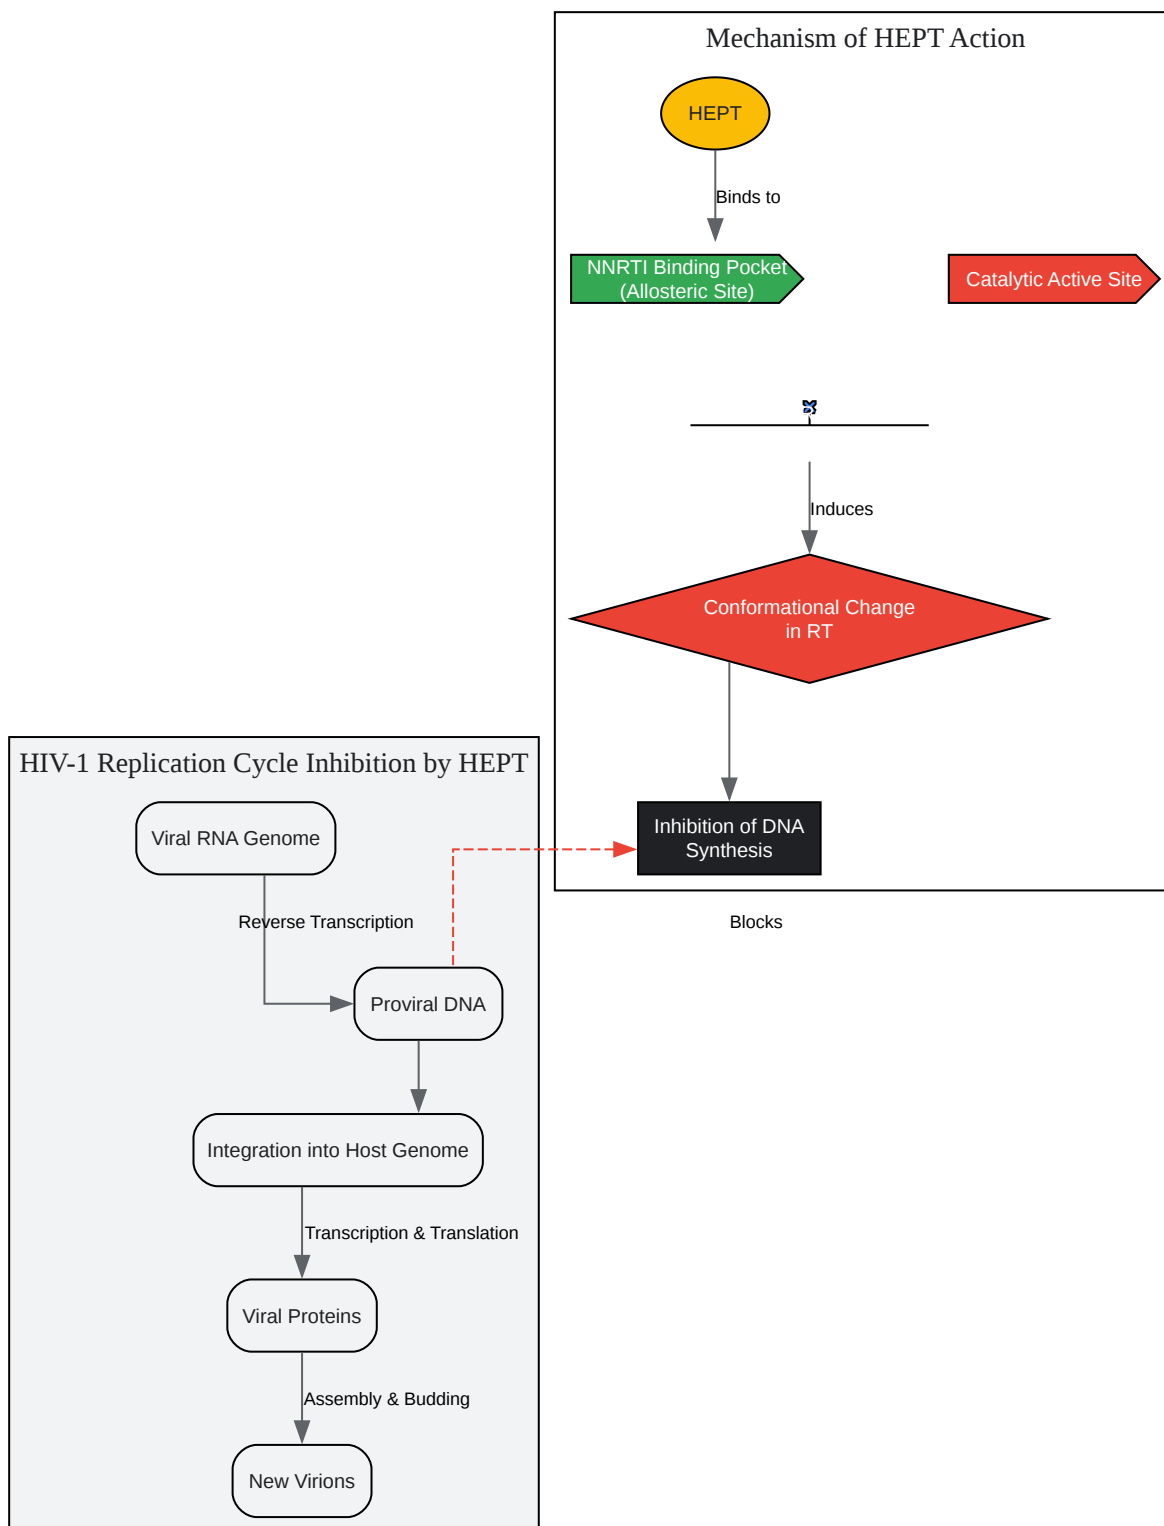 Mechanism of HEPT Action
HEPT
Binds to
NNRTI Binding Pocket
(Allosteric Site)
Catalytic Active Site
Induces
Conformational Change
in RT
Inhibition of DNA
Synthesis
Blocks
HIV-1 Replication Cycle Inhibition by HEPT
Viral RNA Genome
Reverse Transcription
Proviral DNA
Integration into Host Genome
Transcription & Translation
Viral Proteins
Assembly & Budding
New Virions